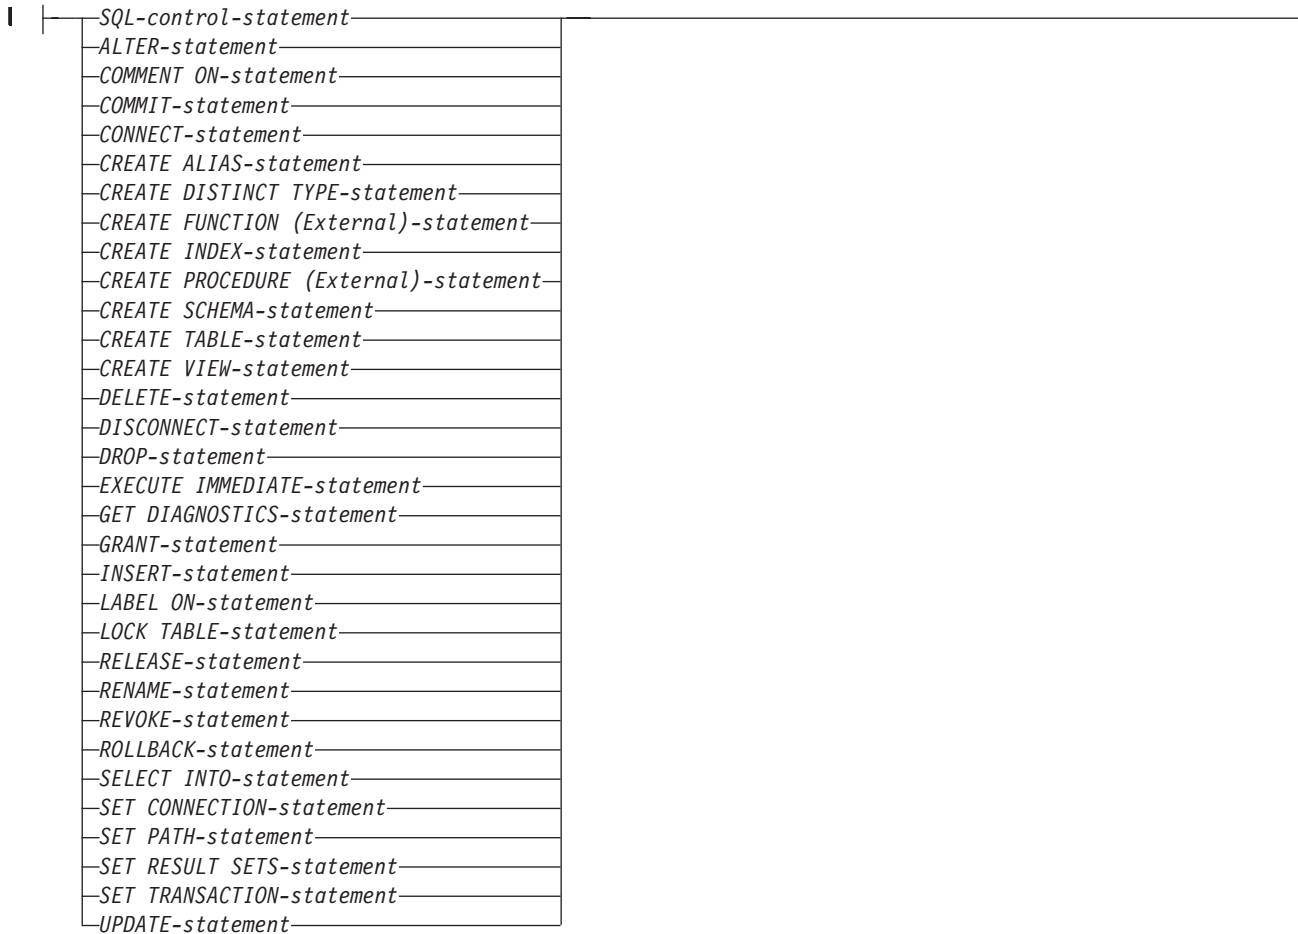 SQL-control-statement
ALTER-statement
COMMENT ON-statement
COMMIT-statement
CONNECT-statement
CREATE ALIAS-statement
CREATE DISTINCT TYPE-statement
CREATE FUNCTION (External)-statement
CREATE INDEX-statement
CREATE PROCEDURE (External)-statement
CREATE SCHEMA-statement
CREATE TABLE-statement
CREATE VIEW-statement
DELETE-statement
DISCONNECT-statement
DROP-statement
EXECUTE IMMEDIATE-statement
GET DIAGNOSTICS-statement
GRANT-statement
INSERT-statement
LABEL ON-statement
LOCK TABLE-statement
RELEASE-statement
RENAME-statement
REVOKE-statement
ROLLBACK-statement
SELECT INTO-statement
SET CONNECTION-statement
SET PATH-statement
SET RESULT SETS-statement
SET TRANSACTION-statement
UPDATE-statement